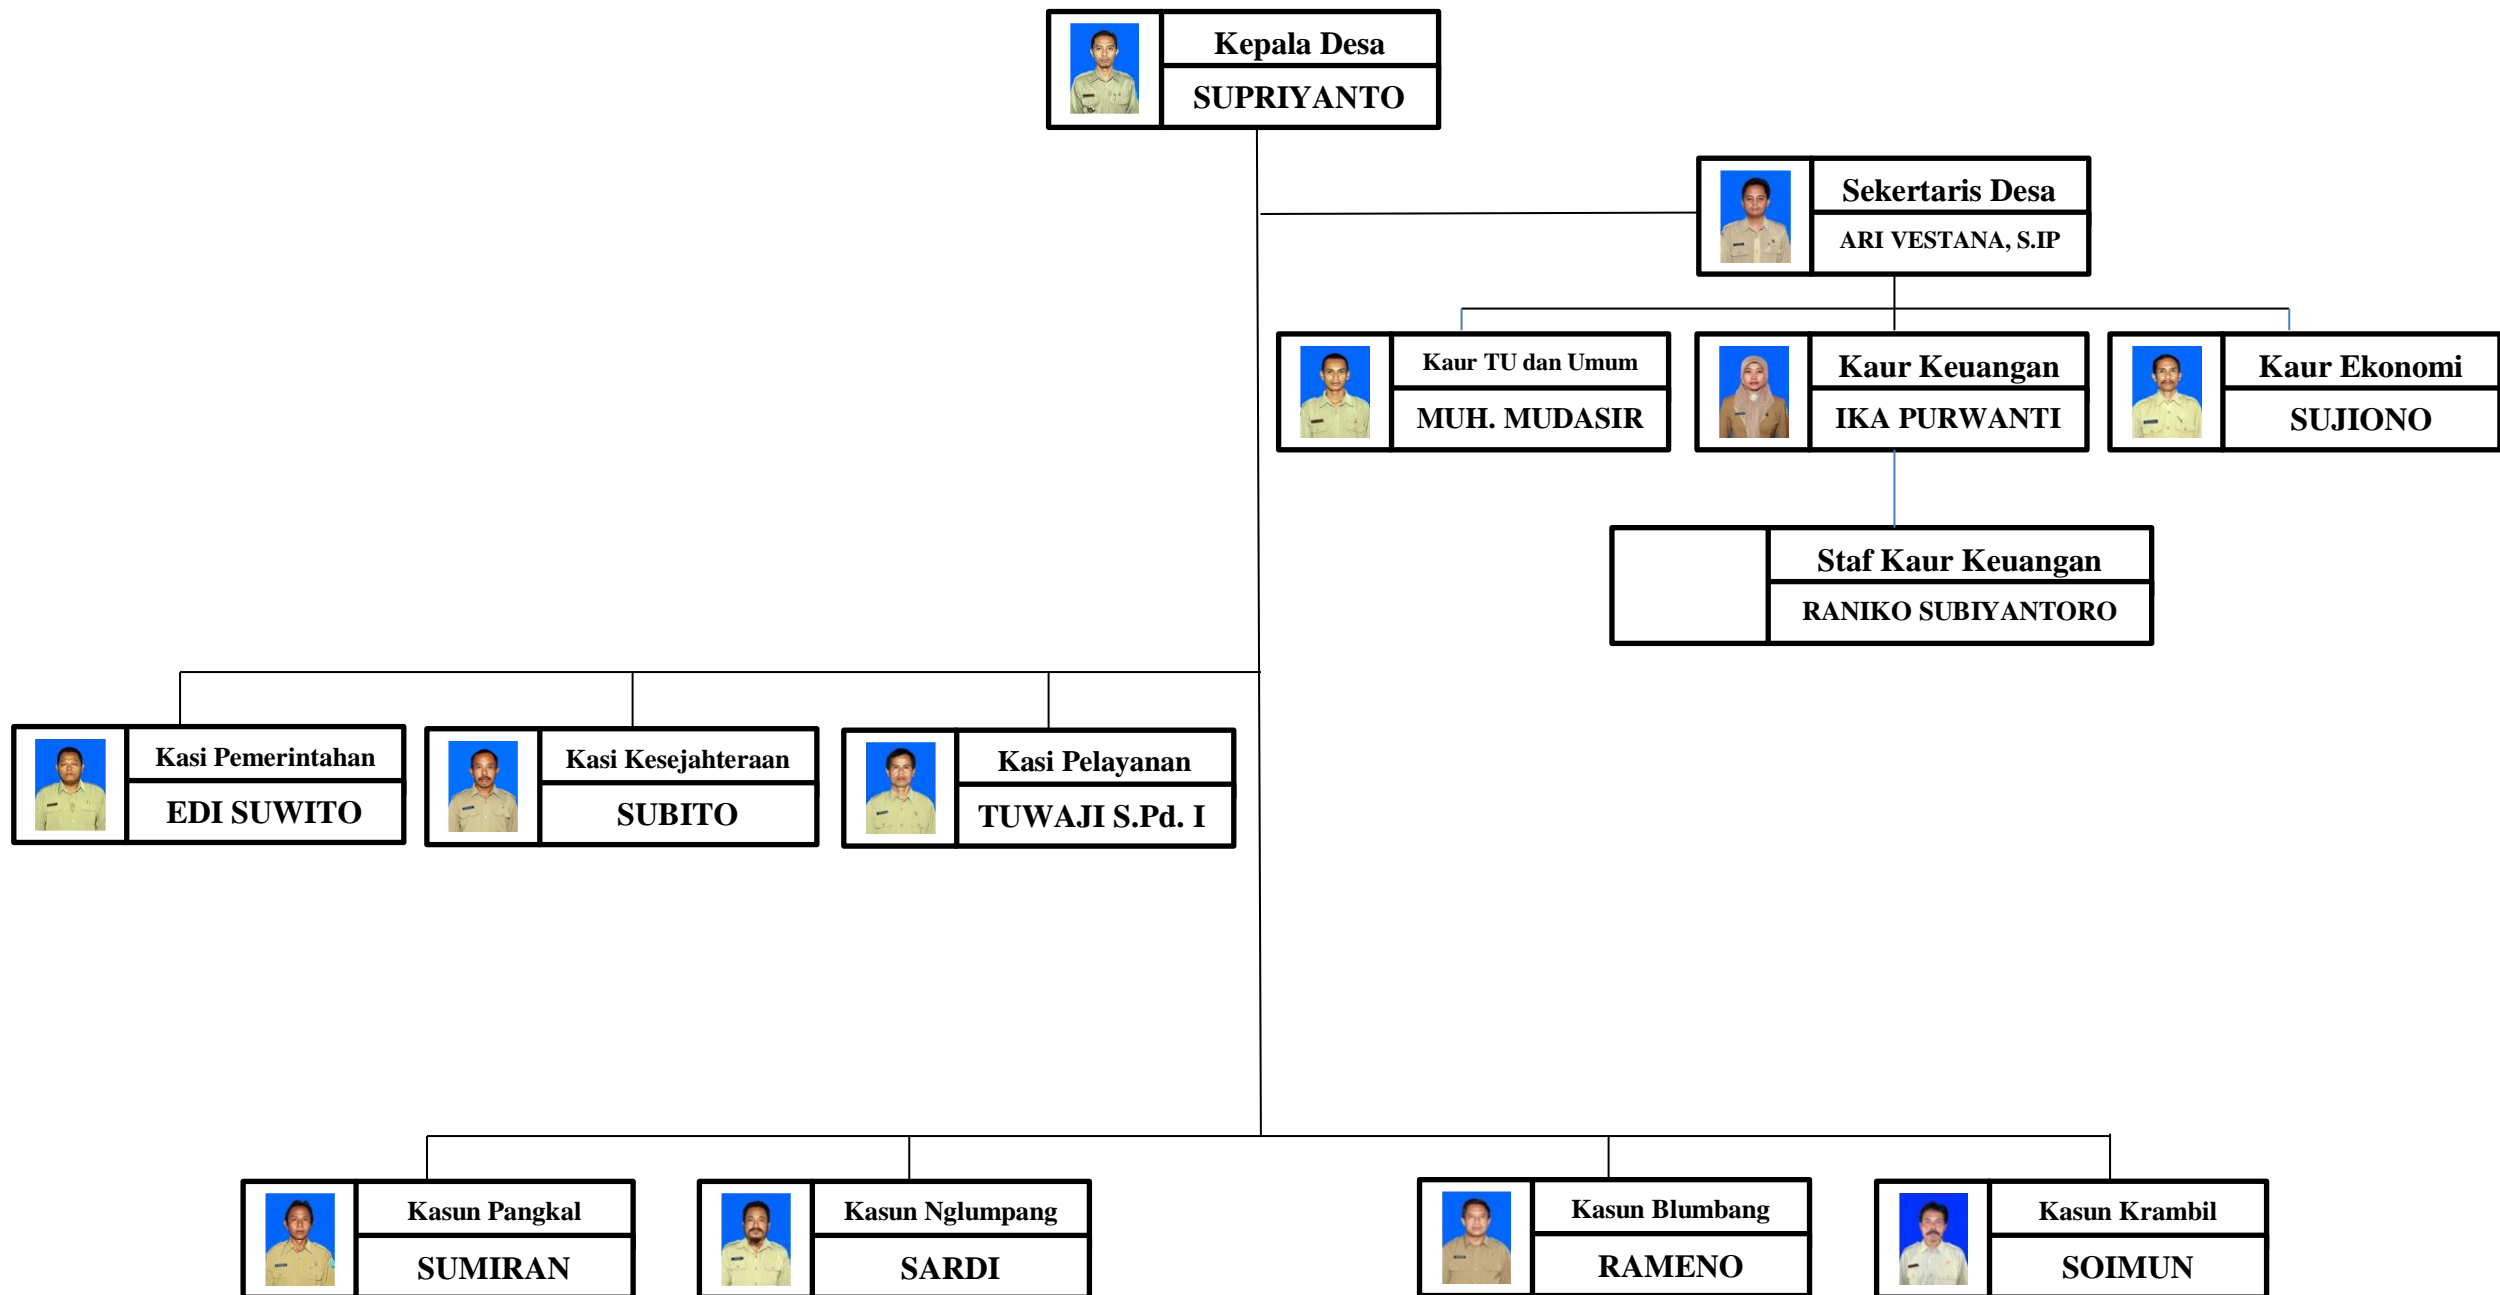 Kepala Desa
SUPRIYANTO
Sekertaris Desa
ARI VESTANA, S.IP
Kaur TU dan Umum
MUH. MUDASIR
Kaur Keuangan
IKA PURWANTI
Kaur Ekonomi
SUJIONO
Staf Kaur Keuangan
RANIKO SUBIYANTORO
Kasi Pemerintahan
EDI SUWITO
Kasi Kesejahteraan
SUBITO
Kasi Pelayanan
TUWAJI S.Pd. I
Kasun Pangkal
SUMIRAN
Kasun Nglumpang
SARDI
Kasun Blumbang
RAMENO
Kasun Krambil
SOIMUN